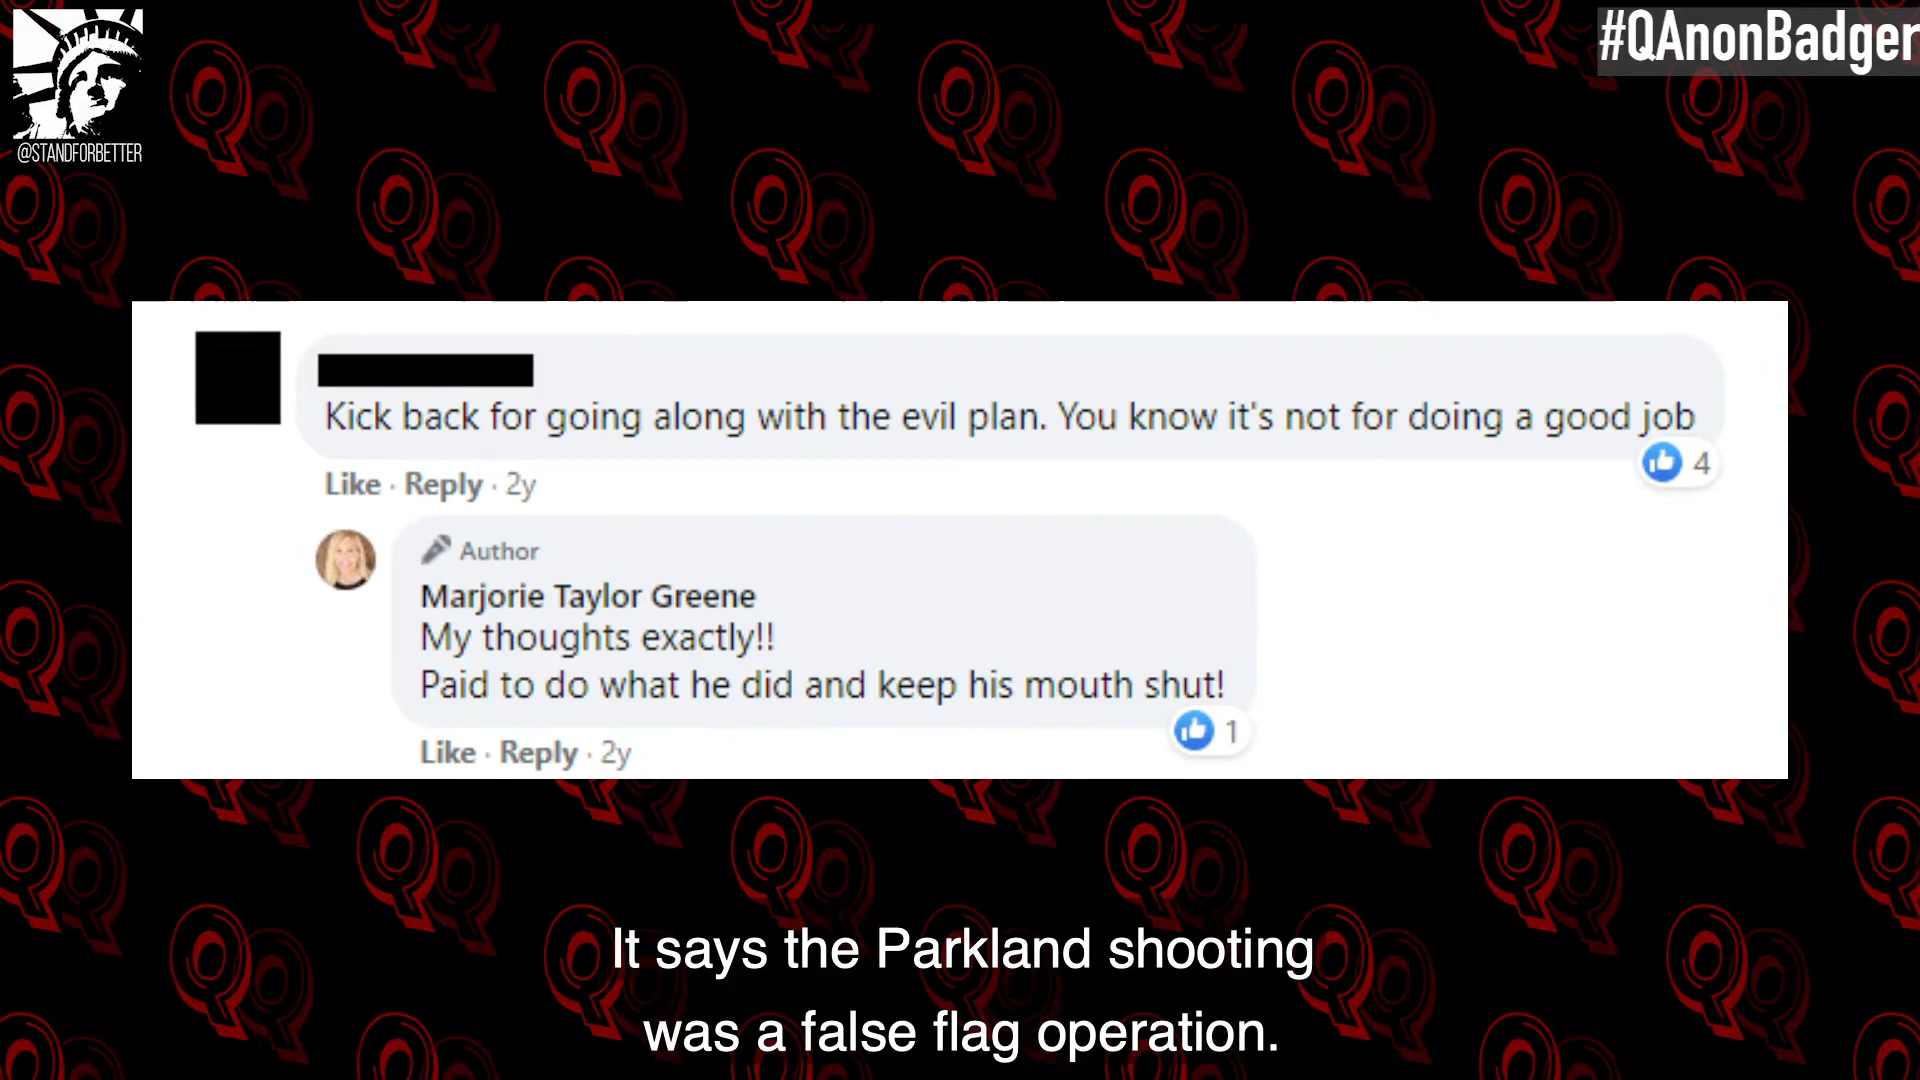 @STANDFORBETTER
#QAnonBadger
Kick back for going along with the evil plan. You know it's not for doing a good job
4
Like · Reply · 2y
Author
Marjorie Taylor Greene
My thoughts exactly!!
Paid to do what he did and keep his mouth shut!
1
Like · Reply · 2y
It says the Parkland shooting
was a false flag operation.